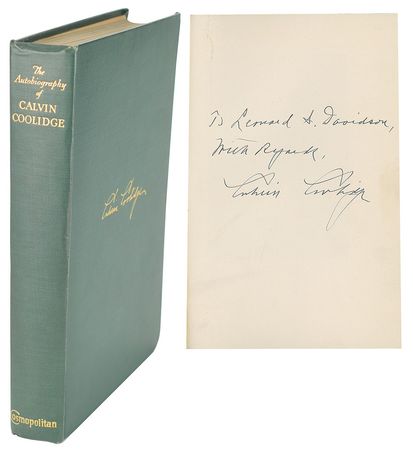 The
Autobiography
of
CALVIN
COOLIDGE
Calvin Coolidge
Cosmopolitan
To Leonard A. Davidson,
With Regards,
Calvin Coolidge